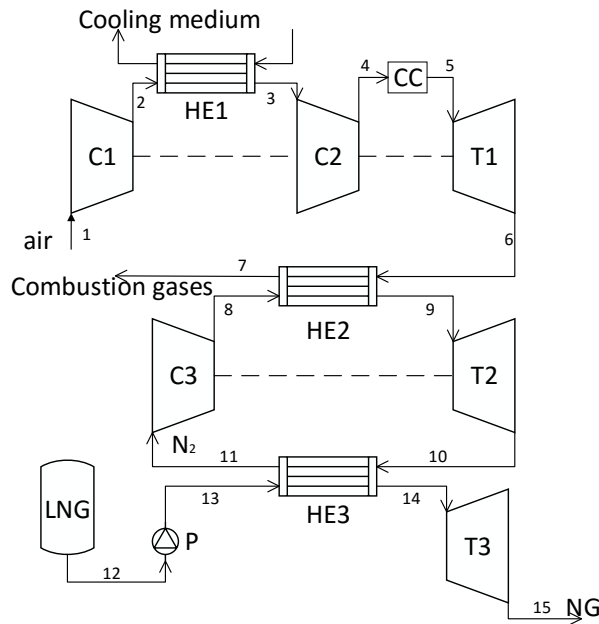 Cooling medium
4
CC
5
2
HE1
3
C1
C2
T1
air
1
6
7
Combustion gases
8
HE2
9
C3
T2
N₂
11
10
LNG
13
HE3
14
P
T3
12
15
NG